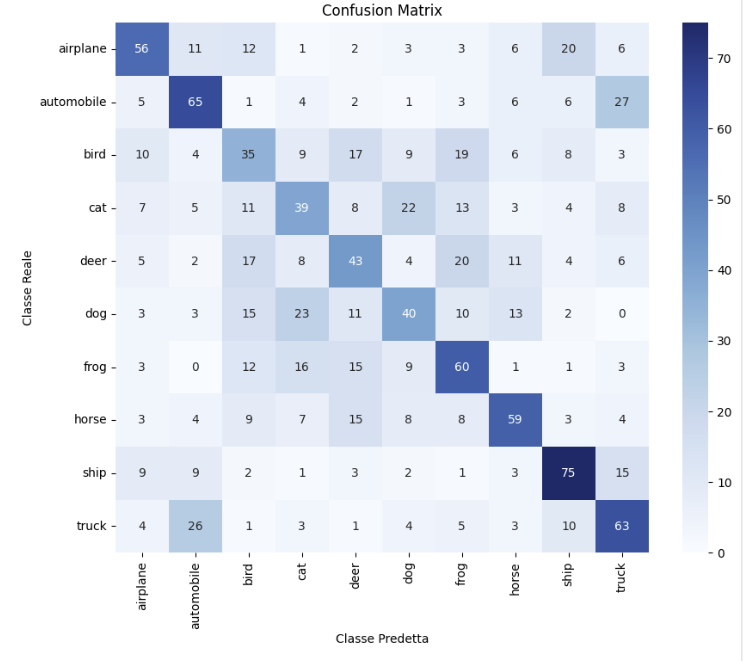 Confusion Matrix
airplane 56 11 12 1 2 3 3 6 20 6
automobile 5 65 1 4 2 1 3 6 6 27
bird 10 4 35 9 17 9 19 6 8 3
cat 7 5 11 39 8 22 13 3 4 8
deer 5 2 17 8 43 4 20 11 4 6
dog 3 3 15 23 11 40 10 13 2 0
frog 3 0 12 16 15 9 60 1 1 3
horse 3 4 9 7 15 8 8 59 3 4
ship 9 9 2 1 3 2 1 3 75 15
truck 4 26 1 3 1 4 5 3 10 63
airplane automobile bird cat deer dog frog horse ship truck
Classe Predetta
Classe Reale
70
60
50
40
30
20
10
0